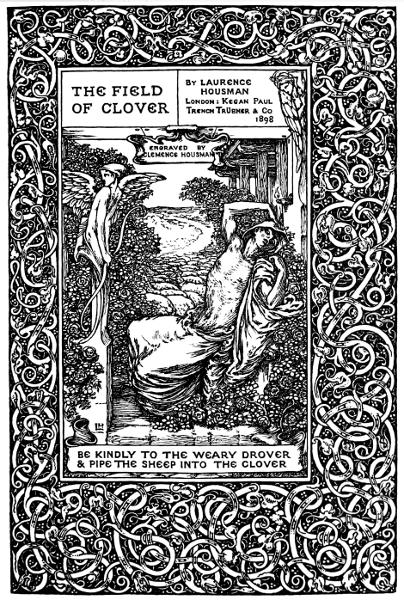 THE FIELD
OF CLOVER
BY LAURENCE
HOUSMAN
LONDON: KEGAN PAUL
TRENCH TRÜBNER & CO
1898
ENGRAVED BY
CLEMENCE HOUSMAN
LH
BE KINDLY TO THE WEARY DROVER
& PIPE THE SHEEP INTO THE CLOVER